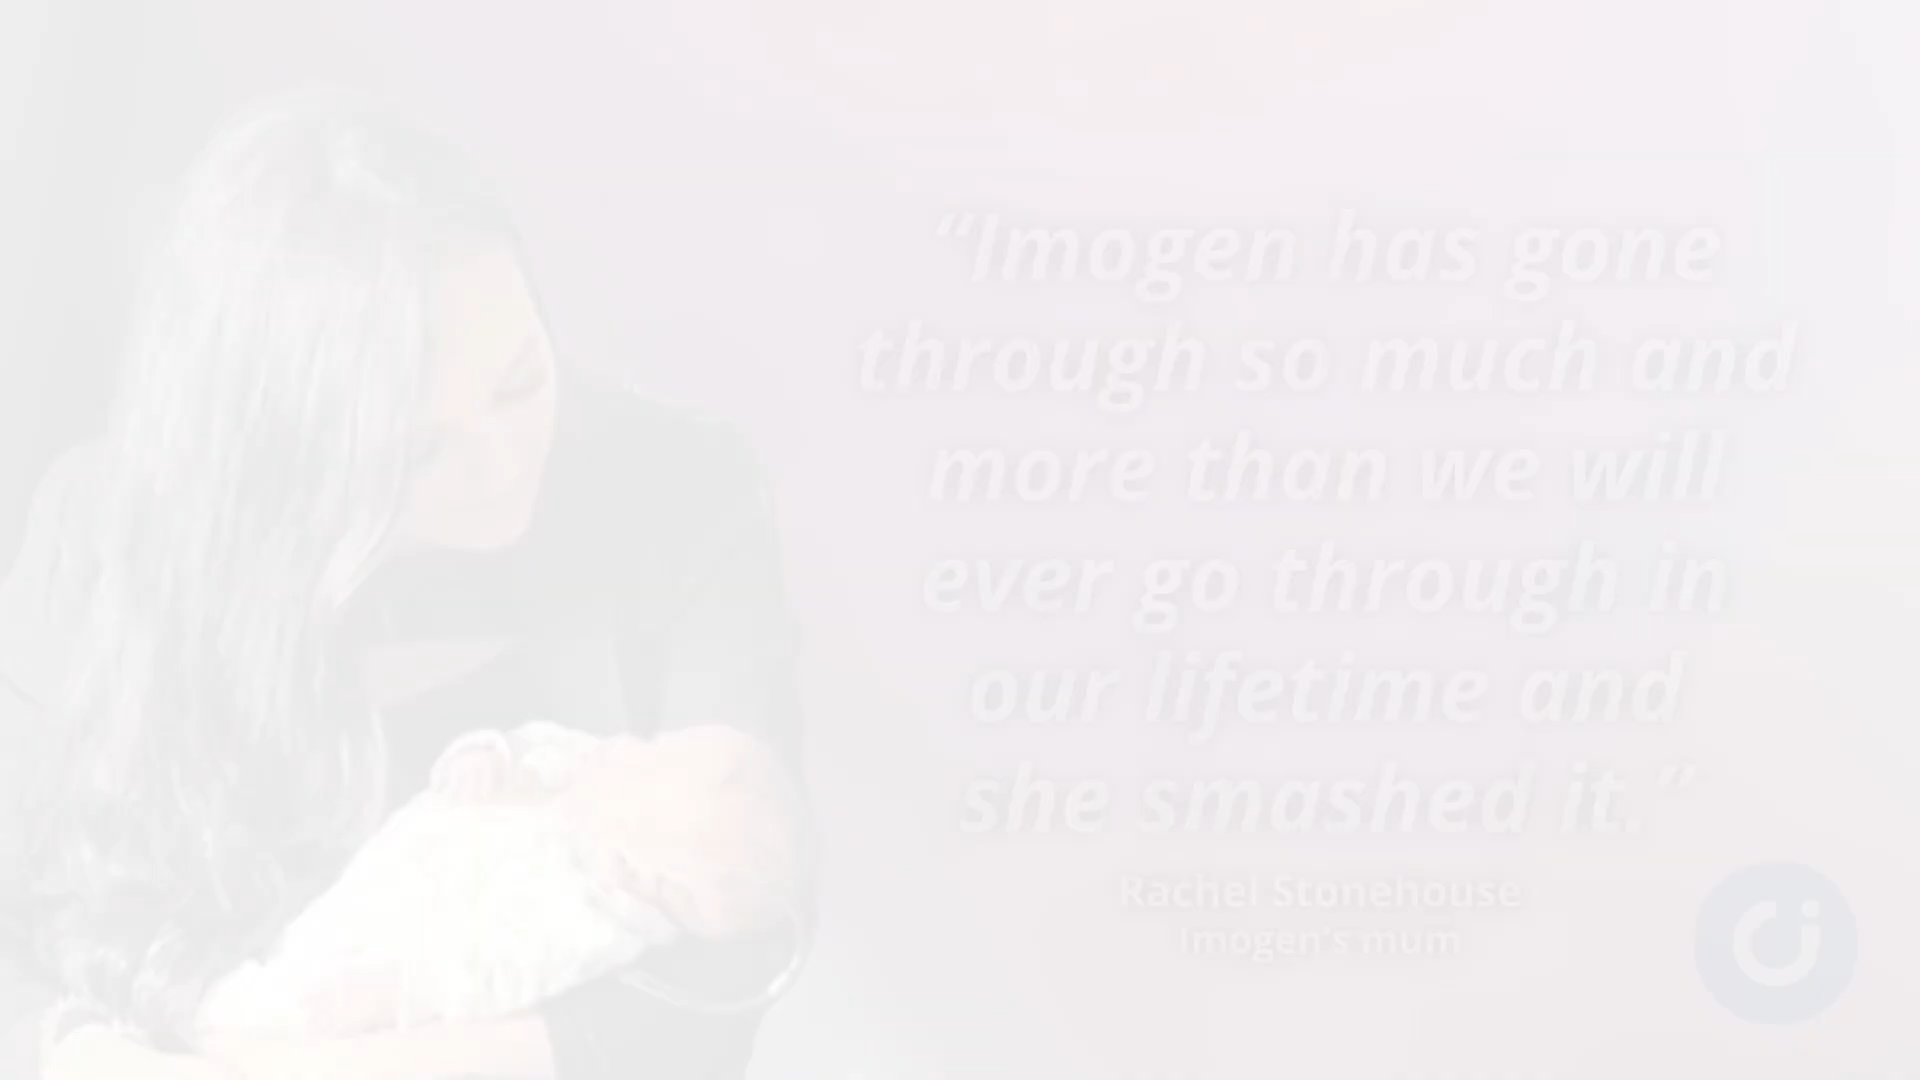 “Imogen has gone
through so much and
more than we will
ever go through in
our lifetime and
she smashed it.”
Rachel Stonehouse
Imogen's mum